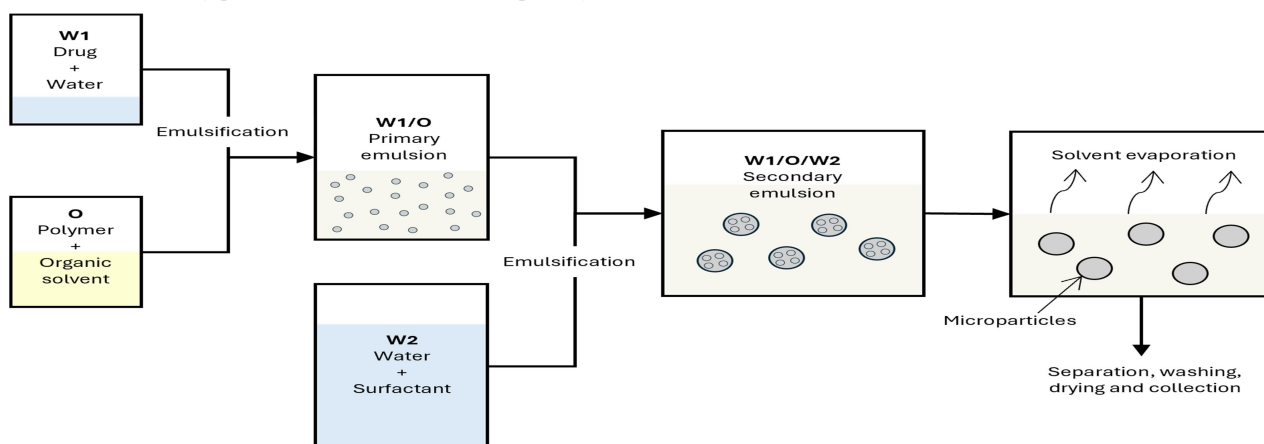 W1
Drug
+
Water
Emulsification
O
Polymer
+
Organic
solvent
W1/O
Primary
emulsion
Emulsification
W2
Water
+
Surfactant
W1/O/W2
Secondary
emulsion
Solvent evaporation
Microparticles
Separation, washing,
drying and collection